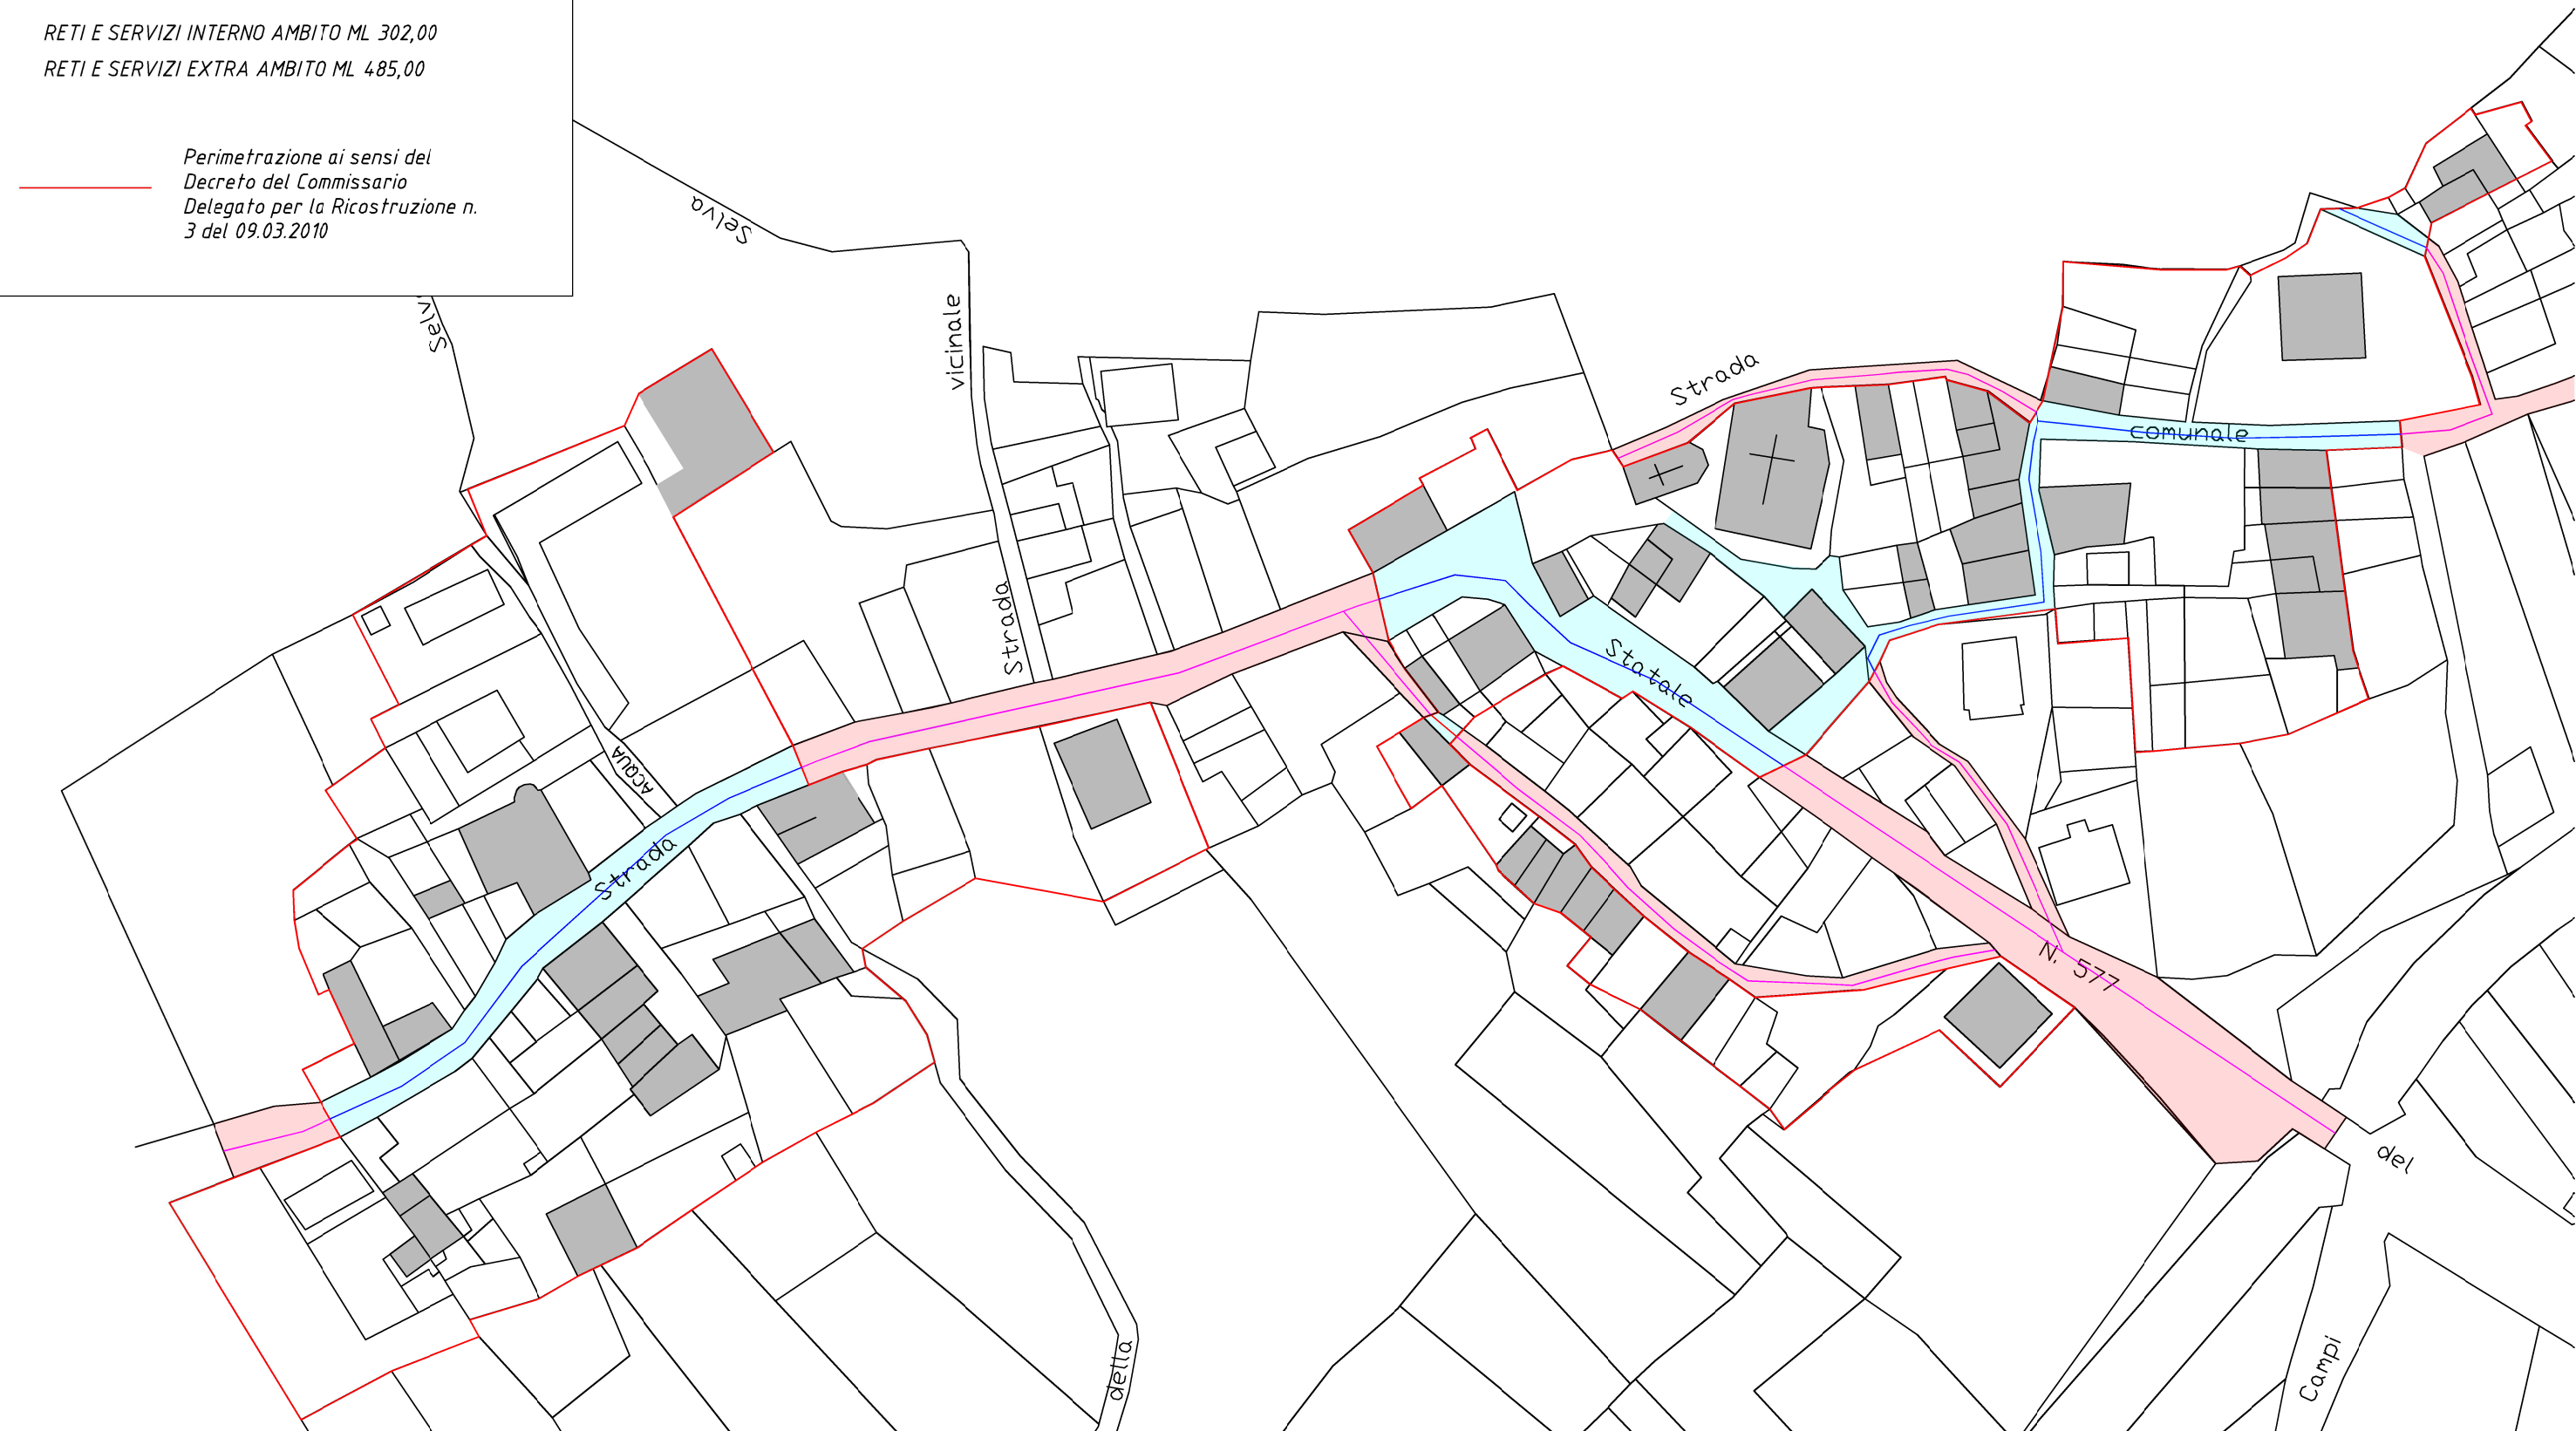 RETI E SERVIZI INTERNO AMBITO ML 302,00
RETI E SERVIZI EXTRA AMBITO ML 485,00
Perimetrazione ai sensi del
Decreto del Commissario
Delegato per la Ricostruzione n.
3 del 09.03.2010
Selva
vicinale
Strada
Strada
comunale
Statale
Strada
ACQUA
N. 577
del
Campi
della